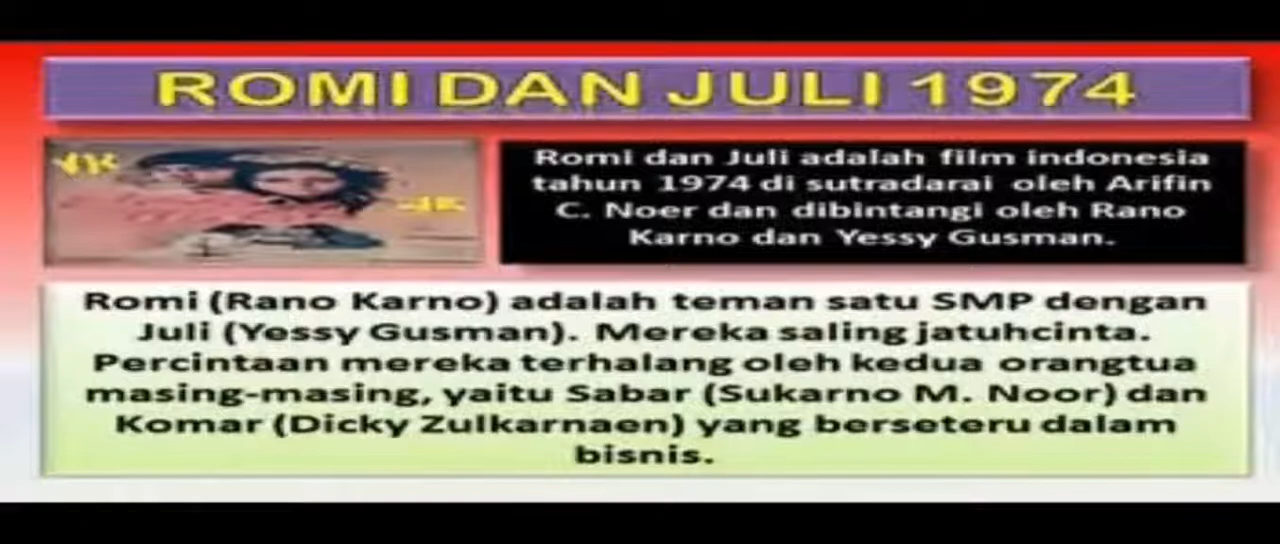 ROMI DAN JULI 1974
Romi dan Juli adalah film indonesia
tahun 1974 di sutradarai oleh Arifin
C. Noer dan dibintangi oleh Rano
Karno dan Yessy Gusman.
Romi (Rano Karno) adalah teman satu SMP dengan
Juli (Yessy Gusman). Mereka saling jatuhcinta.
Percintaan mereka terhalang oleh kedua orangtua
masing-masing, yaitu Sabar (Sukarno M. Noor) dan
Komar (Dicky Zulkarnaen) yang berseteru dalam
bisnis.